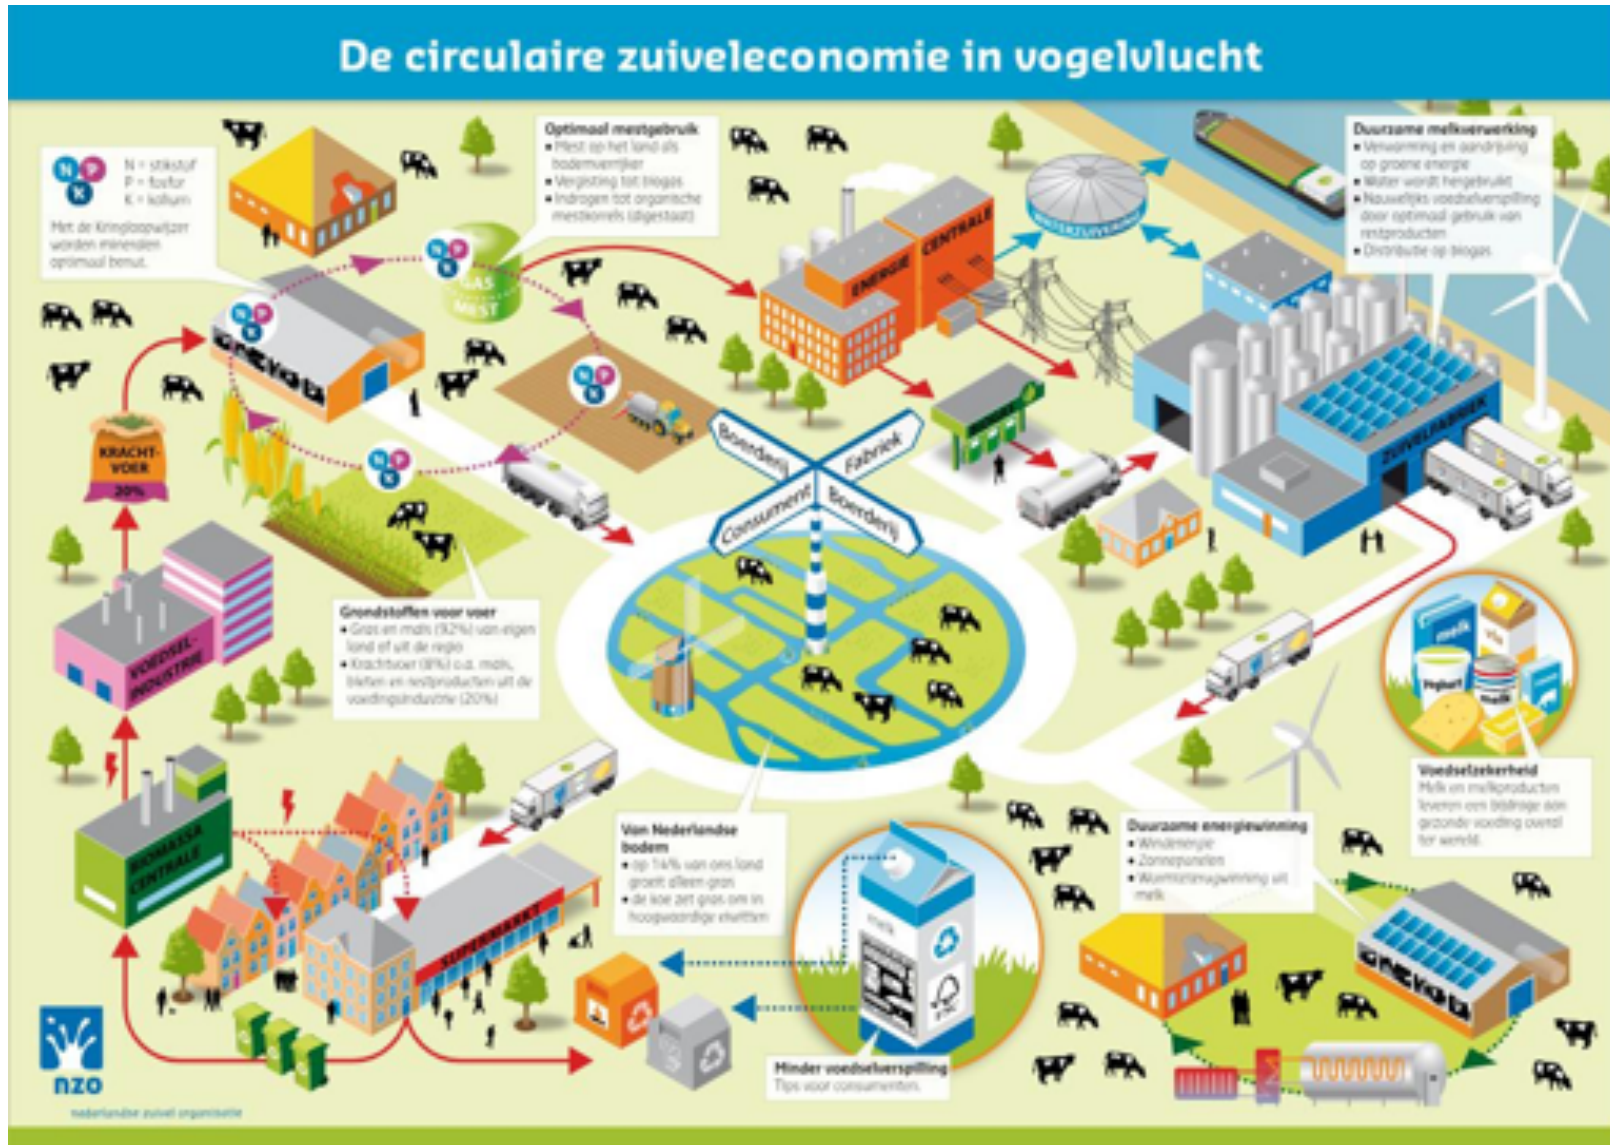 De circulaire zuiveleconomie in vogelvlucht
N = stikstof
P = fosfor
K = kalium
Met de Kringloopwijzer
worden mineralen
optimaal benut.
N P
K
Optimaal mestgebruik
• Mest op het land als
bodemverrijker
• Vergisting tot biogas
• Indrogen tot organische
mestkorrels (digestaat)
Duurzame melkverwerking
• Verwarming en aandrijving
op groene energie
• Water wordt hergebruikt
• Nauwelijks voedselverspilling
door optimaal gebruik van
restproducten
• Distributie op biogas
N P
K
GAS
MEST
ENERGIE
CENTRALE
WATERZUIVERING
N P
K
N P
K
N P
K
KRACHT-
VOER
20%
Boerderij
Fabriek
Consument
Boerderij
ZUIVELFABRIEK
VOEDSEL-
INDUSTRIE
Grondstoffen voor voer
• Gras en maïs (92%) van eigen
land of uit de regio
• Krachtvoer (8%) o.a. maïs,
bieten en restproducten uit de
voedingsindustrie (20%)
melk
vla
Yoghurt
melk
Voedselzekerheid
Melk en melkproducten
leveren een bijdrage aan
gezonde voeding overal
ter wereld.
BIOMASSA
CENTRALE
SUPERMARKT
Van Nederlandse
bodem
• op 14% van ons land
groeit alleen gras
• de koe zet gras om in
hoogwaardige eiwitten
melk
FSC
Duurzame energiewinning
• Windenergie
• Zonnepanelen
• Warmteterugwinning uit
melk
Minder voedselverspilling
Tips voor consumenten.
nzo
nederlandse zuivel organisatie